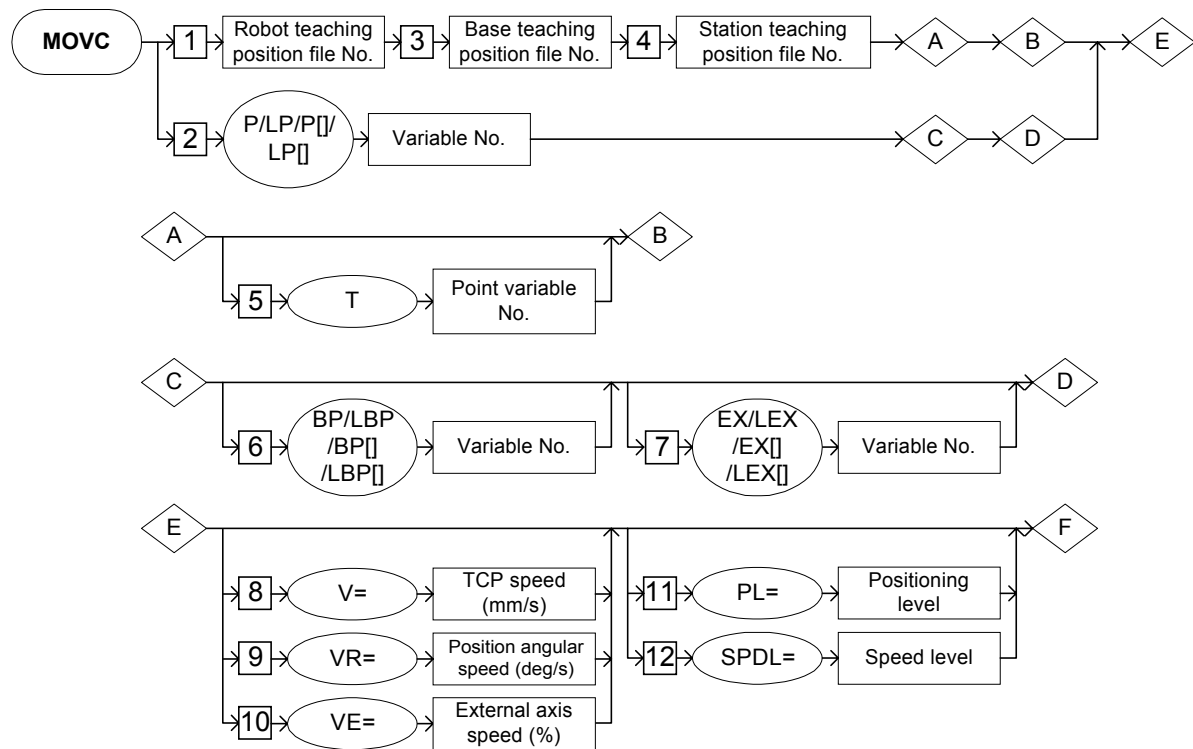 MOVC
1
Robot teaching
position file No.
3
Base teaching
position file No.
4
Station teaching
position file No.
A
B
E
2
P/LP/P[]/
LP[]
Variable No.
C
D
A
B
5
T
Point variable
No.
C
D
6
BP/LBP
/BP[]
/LBP[]
Variable No.
7
EX/LEX
/EX[]
/LEX[]
Variable No.
E
F
8
V=
TCP speed
(mm/s)
11
PL=
Positioning
level
9
VR=
Position angular
speed (deg/s)
12
SPDL=
Speed level
10
VE=
External axis
speed (%)